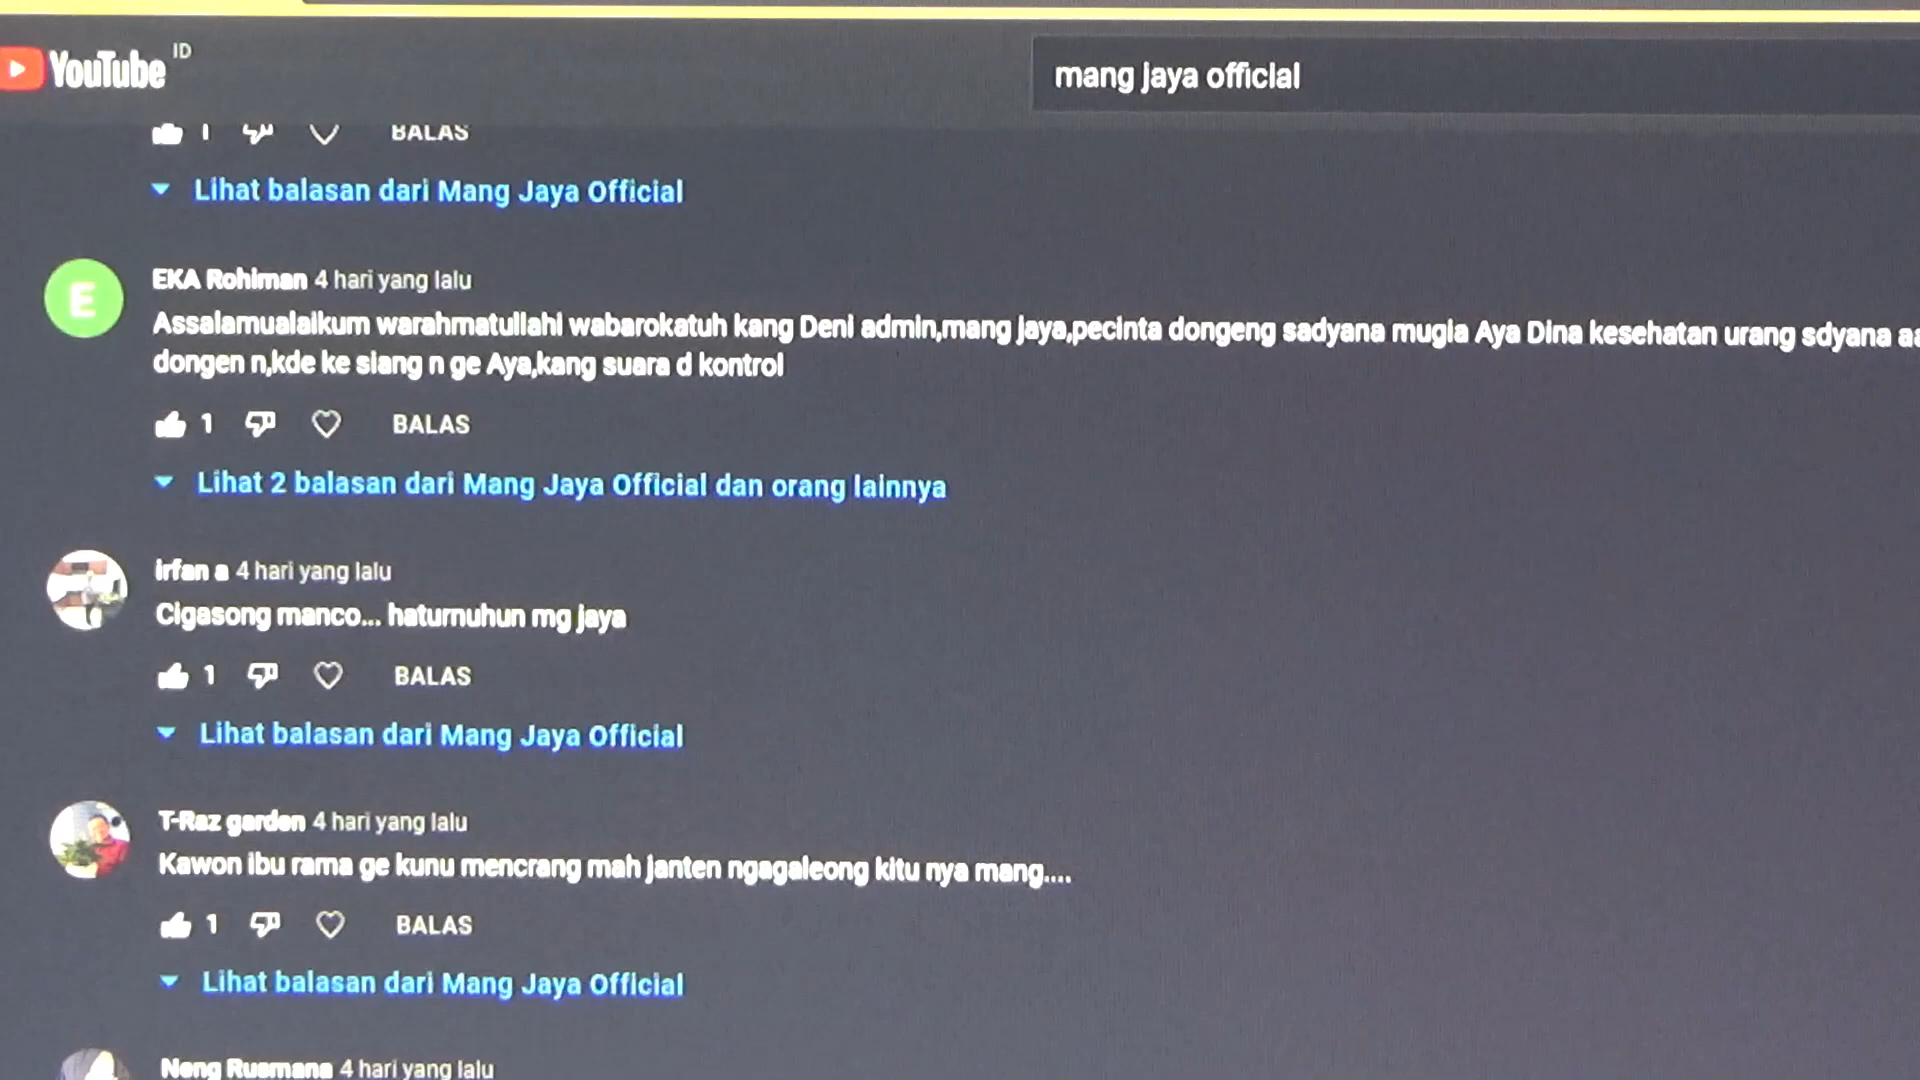 YouTube ID
mang jaya official
1 BALAS
Lihat balasan dari Mang Jaya Official
E
EKA Rohiman 4 hari yang lalu
Assalamualaikum warahmatullahi wabarokatuh kang Deni admin,mang jaya,pecinta dongeng sadyana mugia Aya Dina kesehatan urang sdyana
dongen n,kde ke siang n ge Aya,kang suara d kontrol
1 BALAS
Lihat 2 balasan dari Mang Jaya Official dan orang lainnya
irfan a 4 hari yang lalu
Cigasong manco... haturnuhun mg jaya
1 BALAS
Lihat balasan dari Mang Jaya Official
T-Raz garden 4 hari yang lalu
Kawon ibu rama ge kunu mencrang mah janten ngagaleong kitu nya mang....
1 BALAS
Lihat balasan dari Mang Jaya Official
Neng Rusmana 4 hari yang lalu